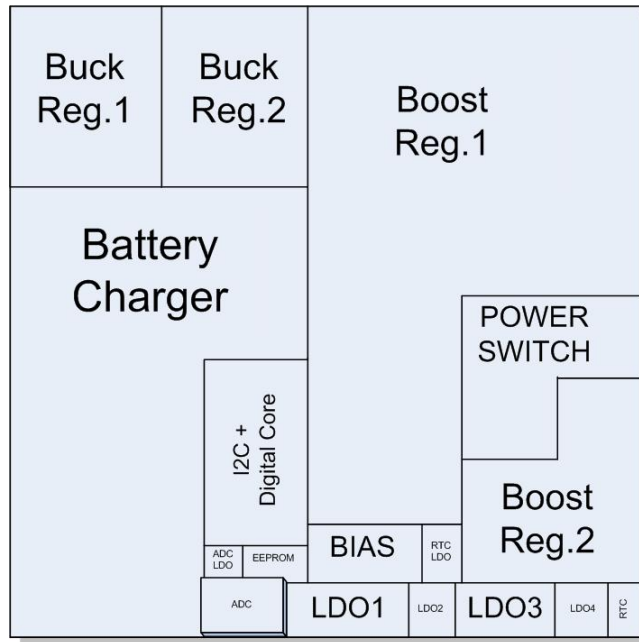 Buck
Reg.1
Buck
Reg.2
Boost
Reg.1
Battery
Charger
POWER
SWITCH
I2C +
Digital Core
Boost
Reg.2
BIAS
RTC
LDO
ADC
LDO
EEPROM
ADC
LDO1
LDO2
LDO3
LDO4
RTC